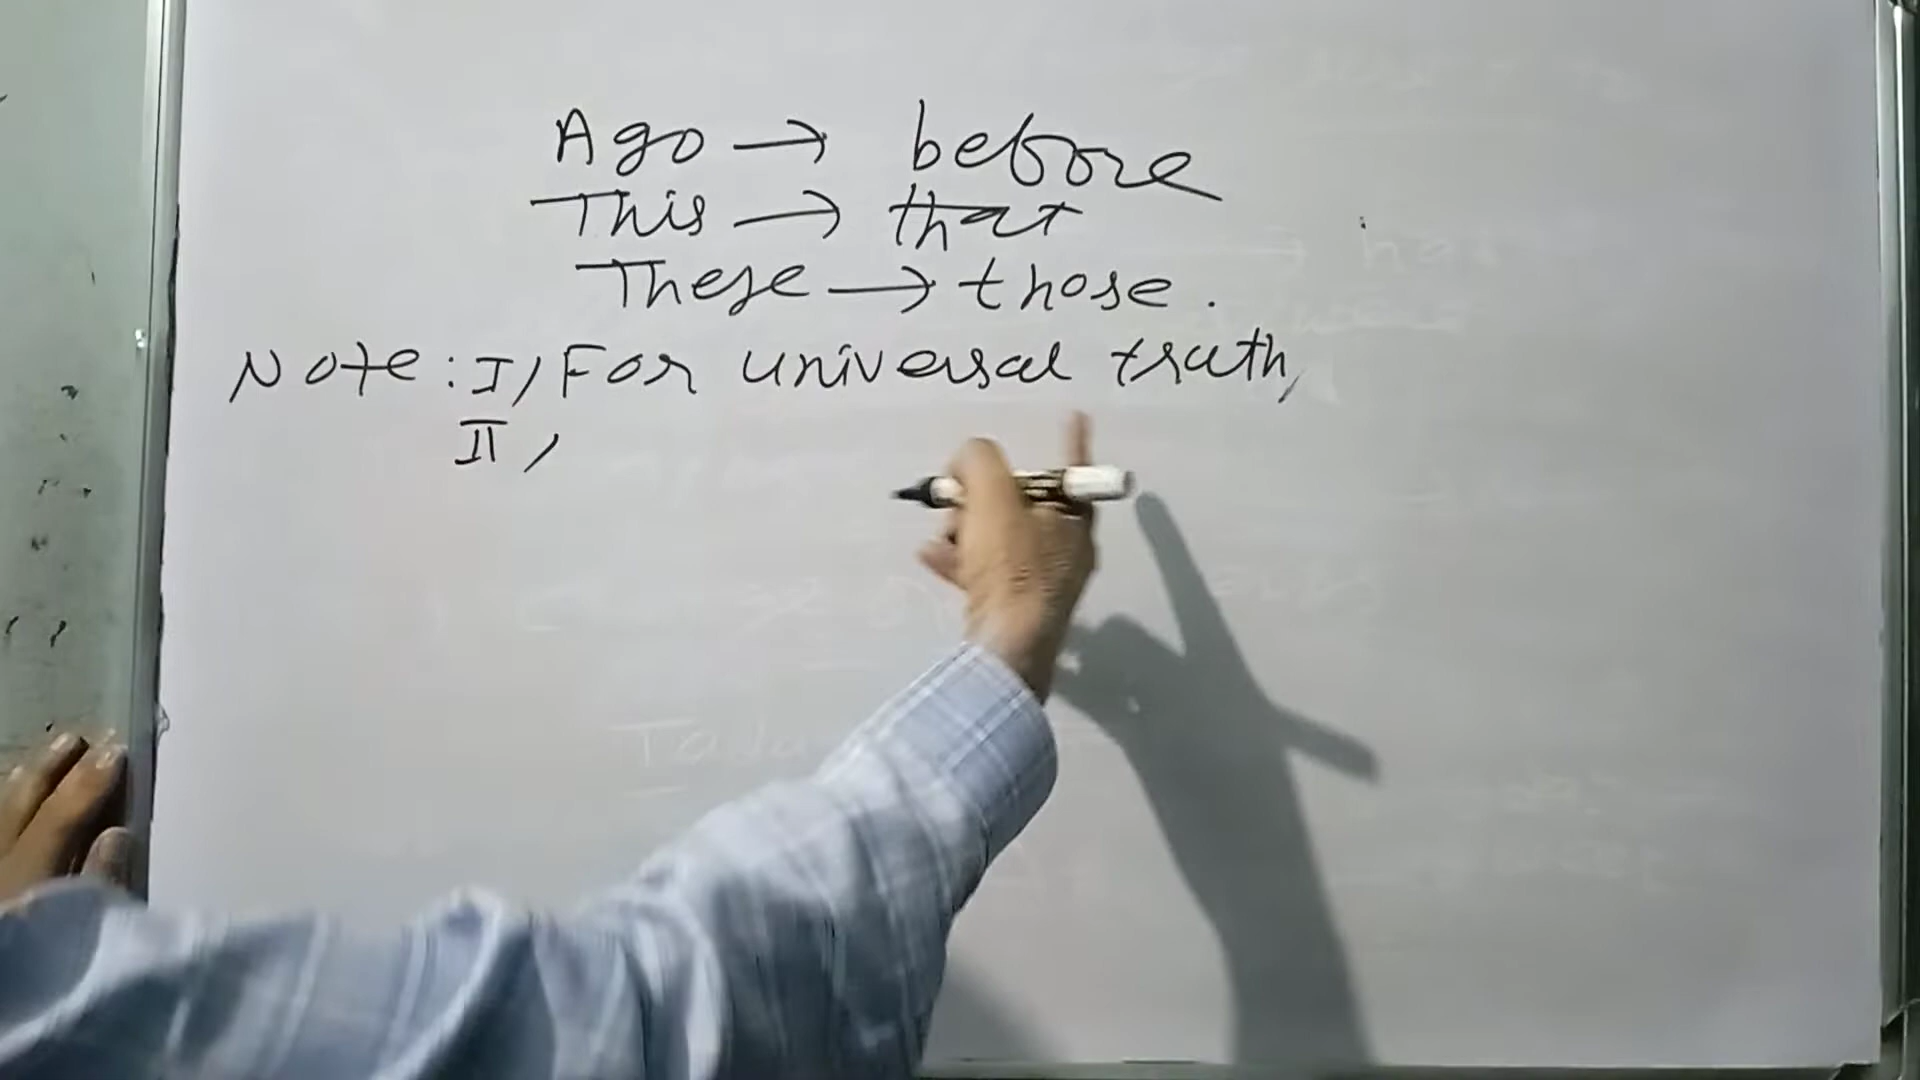 Ago → before
This → that
These → those.
Note: I, For universal truth,
II,